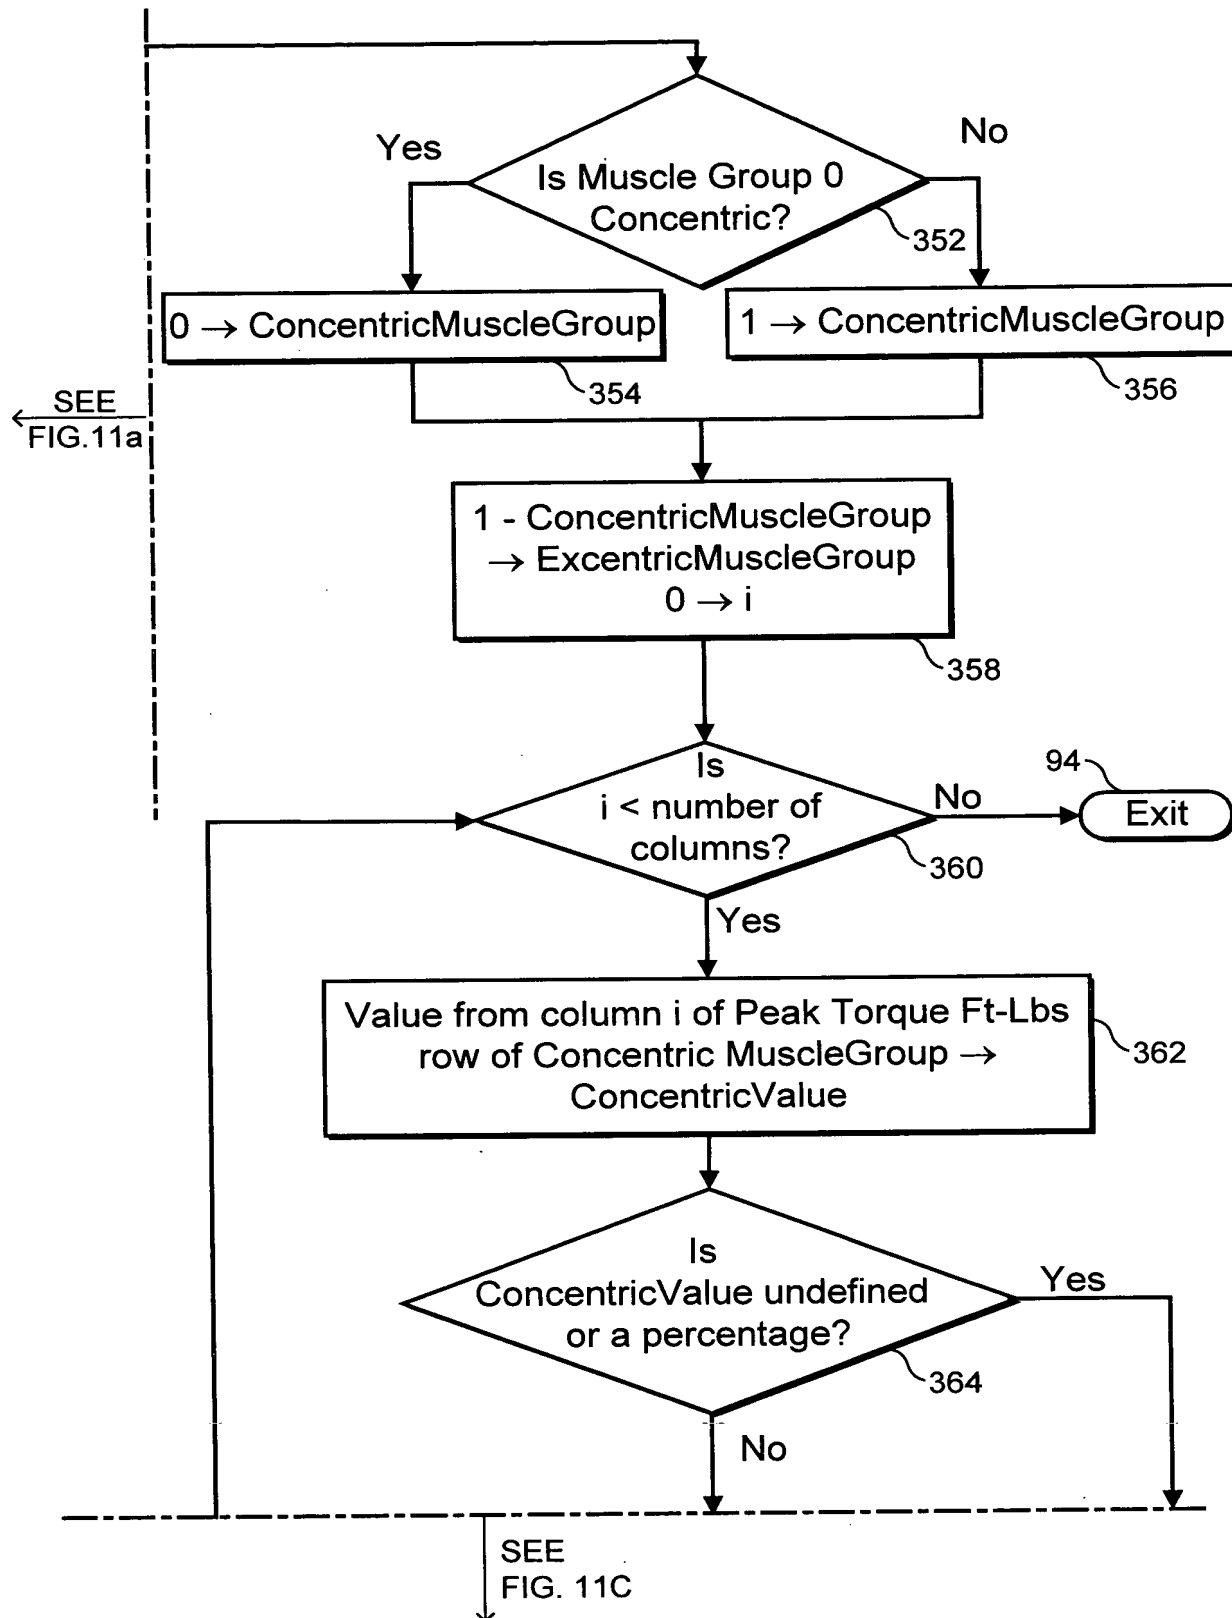 Yes
No
Is Muscle Group 0
Concentric?
352
0 → ConcentricMuscleGroup
1 → ConcentricMuscleGroup
354
356
SEE
FIG.11a
1 - ConcentricMuscleGroup
→ ExcentricMuscleGroup
0 → i
358
Is
i < number of
columns?
No
94
Exit
360
Yes
Value from column i of Peak Torque Ft-Lbs
row of Concentric MuscleGroup →
ConcentricValue
362
Is
ConcentricValue undefined
or a percentage?
Yes
364
No
SEE
FIG. 11C